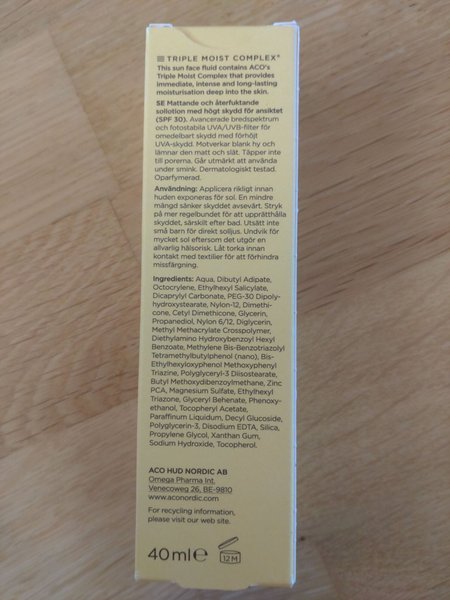 TRIPLE MOIST COMPLEX®
This sun face fluid contains ACO's
Triple Moist Complex that provides
immediate, intense and long-lasting
moisturisation deep into the skin.
SE Mattande och återfuktande
sollotion med högt skydd för ansiktet
(SPF 30). Avancerade bredspektrum
och fotostabila UVA/UVB-filter för
omedelbart skydd med förhöjt
UVA-skydd. Motverkar blank hy och
lämnar den matt och slät. Täpper inte
till porerna. Går utmärkt att använda
under smink. Dermatologiskt testad.
Oparfymerad.
Användning: Applicera rikligt innan
huden exponeras för sol. En mindre
mängd sänker skyddet avsevärt. Stryk
på mer regelbundet för att upprätthålla
skyddet, särskilt efter bad. Utsätt inte
små barn för direkt solljus. Undvik för
mycket sol eftersom det utgör en
allvarlig hälsorisk. Låt torka innan
kontakt med textilier för att förhindra
missfärgning.
Ingredients: Aqua, Dibutyl Adipate,
Octocrylene, Ethylhexyl Salicylate,
Dicaprylyl Carbonate, PEG-30 Dipoly-
hydroxystearate, Nylon-12, Dimethi-
cone, Cetyl Dimethicone, Glycerin,
Propanediol, Nylon 6/12, Diglycerin,
Methyl Methacrylate Crosspolymer,
Diethylamino Hydroxybenzoyl Hexyl
Benzoate, Methylene Bis-Benzotriazolyl
Tetramethylbutylphenol (nano), Bis-
Ethylhexyloxyphenol Methoxyphenyl
Triazine, Polyglyceryl-3 Diisostearate,
Butyl Methoxydibenzoylmethane, Zinc
PCA, Magnesium Sulfate, Ethylhexyl
Triazone, Glyceryl Behenate, Phenoxy-
ethanol, Tocopheryl Acetate,
Paraffinum Liquidum, Decyl Glucoside,
Polyglycerin-3, Disodium EDTA, Silica,
Propylene Glycol, Xanthan Gum,
Sodium Hydroxide, Tocopherol.
ACO HUD NORDIC AB
Omega Pharma Int.
Venecoweg 26, BE-9810
www.aconordic.com
For recycling information,
please visit our web site.
40 ml e
12 M